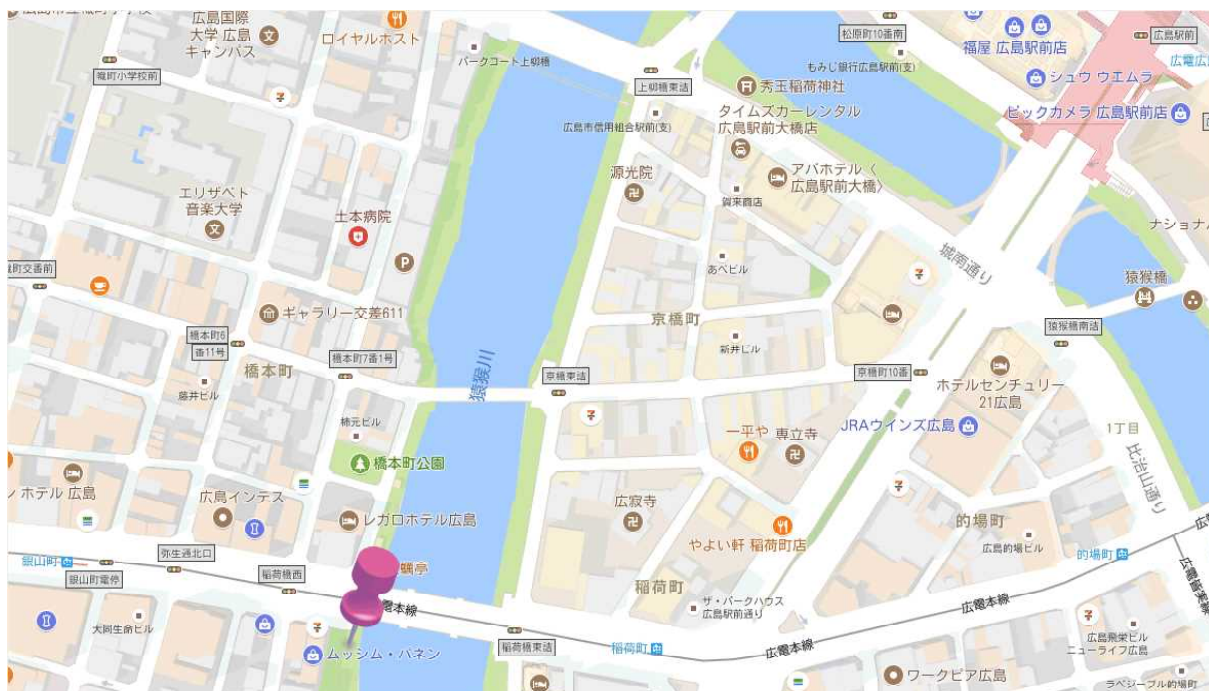 広島国際
大学 広島
キャンパス
ロイヤルホスト
幟町小学校前
パークコート上柳橋
上柳橋東詰
松原町10番南
もみじ銀行広島駅前(支)
福屋 広島駅前店
広島駅前
シュウ ウエムラ
ビックカメラ 広島駅前店
秀玉稲荷神社
タイムズカーレンタル
広島駅前大橋店
広島市信用組合駅前(支)
アパホテル〈
広島駅前大橋〉
源光院
賀来商店
エリザベト
音楽大学
土本病院
P
あべビル
城南通り
猿猴橋
ギャラリー交差611
京橋町
新井ビル
猿猴橋南詰
橋本町6
番11号
橋本町7番1号
橋本町
藤井ビル
猿猴川
京橋東詰
京橋町10番
ホテルセンチュリー
21広島
柿元ビル
橋本町公園
一平や
専立寺
JRAウインズ広島
1丁目
比治山通り
ホテル 広島
広島インテス
レガロホテル広島
広寂寺
やよい軒 稲荷町店
的場町
広島的場ビル
的場町
銀山町
弥生通北口
銀山町電停
稲荷橋西
稲荷町
ザ・パークハウス
広島駅前通り
広電本線
大同生命ビル
ムッシム・パネン
稲荷橋東詰
稲荷町
広電本線
ワークピア広島
広島飛栄ビル
ニューライフ広島
ラベジーブル的場町